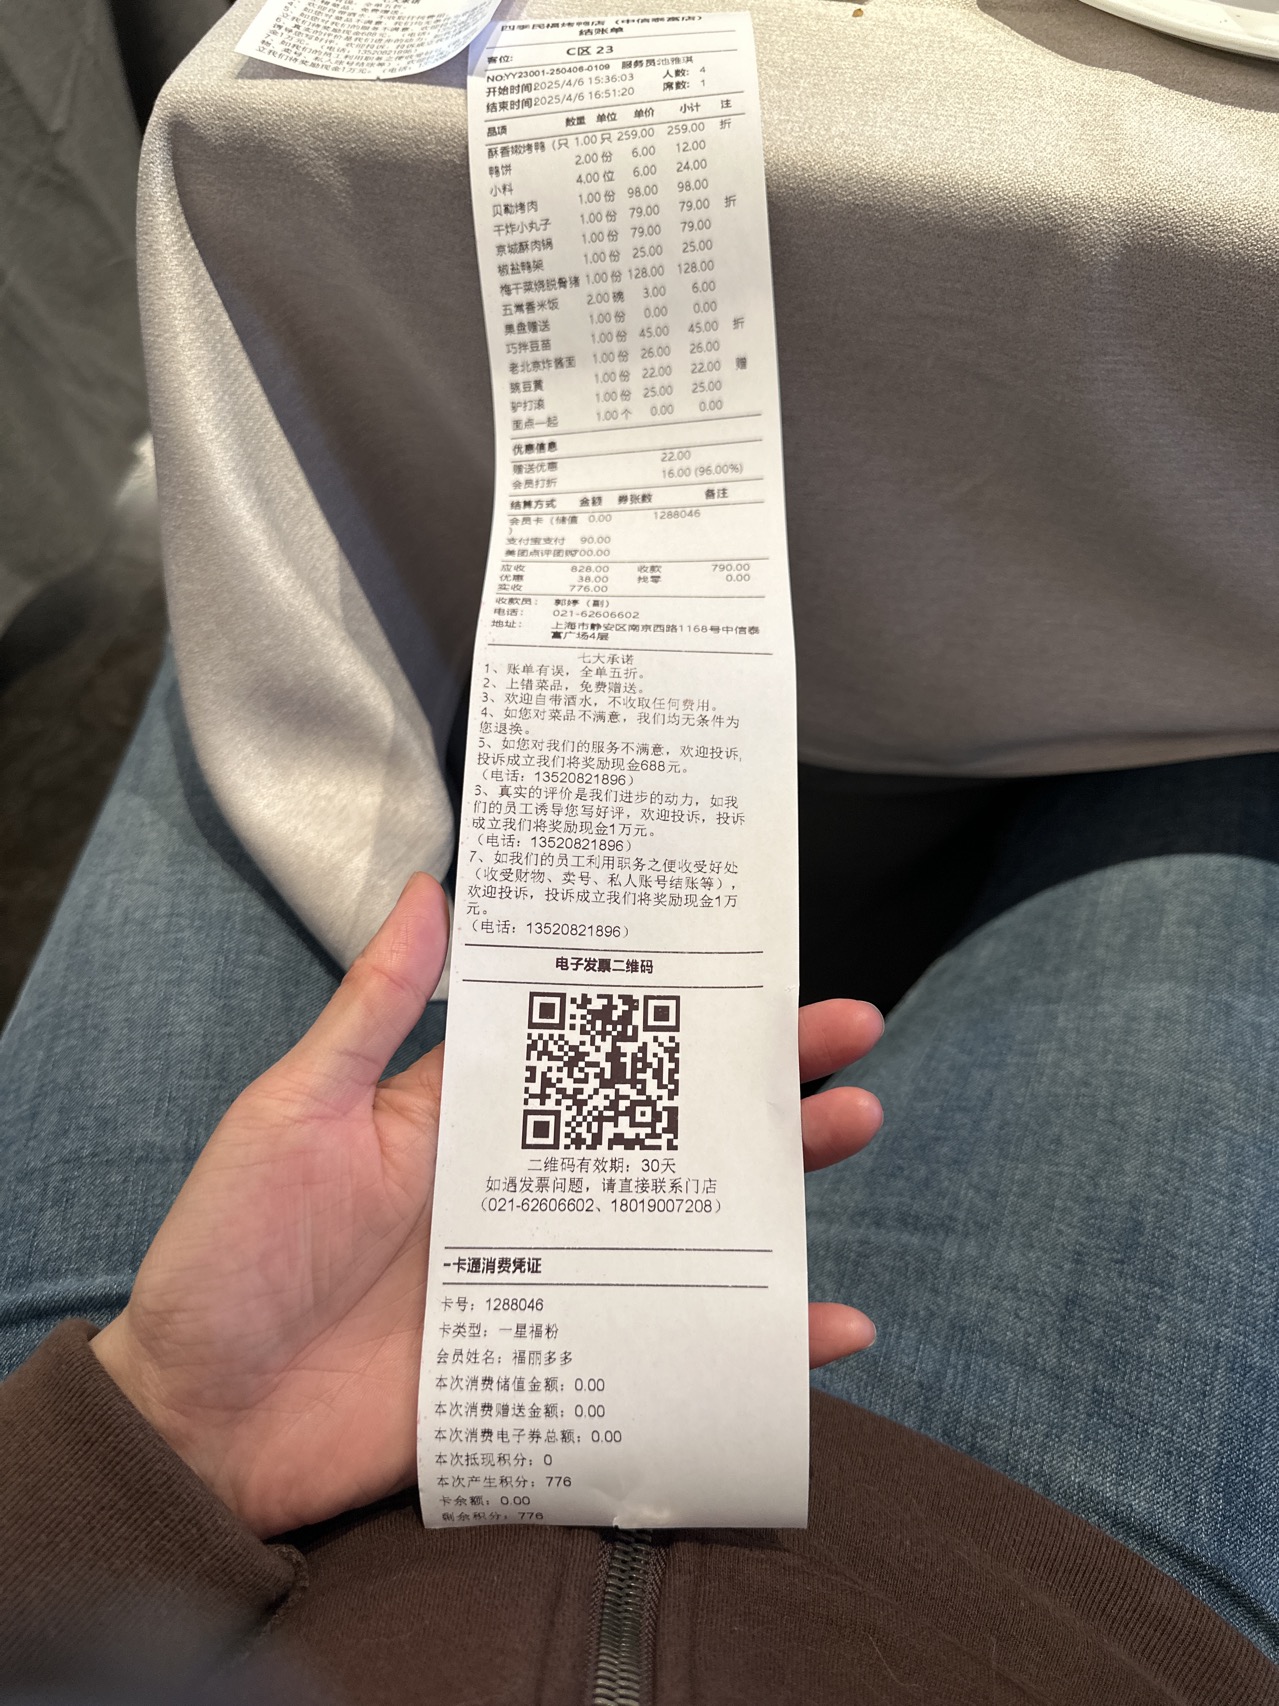 四季民福烤鸭店（中信泰富店）
结账单
客位： C区 23
NO:YY23001-250406-0109 服务员:池雅淇
开始时间2025/4/6 15:36:03 人数： 4
结束时间2025/4/6 16:51:20 席数： 1
品项 数量 单位 单价 小计 注
酥香嫩烤鸭（只 1.00 只 259.00 259.00 折
鸭饼 2.00 份 6.00 12.00
小料 4.00 位 6.00 24.00
贝勒烤肉 1.00 份 98.00 98.00
干炸小丸子 1.00 份 79.00 79.00 折
京城酥肉锅 1.00 份 79.00 79.00
椒盐鸭架 1.00 份 25.00 25.00
梅干菜烧脱骨猪 1.00 份 128.00 128.00
五常香米饭 2.00 碗 3.00 6.00
果盘赠送 1.00 份 0.00 0.00
巧拌豆苗 1.00 份 45.00 45.00 折
老北京炸酱面 1.00 份 26.00 26.00
豌豆黄 1.00 份 22.00 22.00 赠
驴打滚 1.00 份 25.00 25.00
面点一起 1.00 个 0.00 0.00
优惠信息
赠送优惠 22.00
会员打折 16.00 (96.00%)
结算方式 金额 券张数 备注
会员卡（储值 0.00 1288046
）
支付宝支付 90.00
美团点评团购700.00
应收 828.00 收款 790.00
优惠 38.00 找零 0.00
实收 776.00
收款员： 郭婷（副）
电话： 021-62606602
地址： 上海市静安区南京西路1168号中信泰
富广场4层
七大承诺
1、账单有误，全单五折。
2、上错菜品，免费赠送。
3、欢迎自带酒水，不收取任何费用。
4、如您对菜品不满意，我们均无条件为
您退换。
5、如您对我们的服务不满意，欢迎投诉，
投诉成立我们将奖励现金688元。
（电话：13520821896）
6、真实的评价是我们进步的动力，如我
们的员工诱导您写好评，欢迎投诉，投诉
成立我们将奖励现金1万元。
（电话：13520821896）
7、如我们的员工利用职务之便收受好处
（收受财物、卖号、私人账号结账等），
欢迎投诉，投诉成立我们将奖励现金1万
元。
（电话：13520821896）
电子发票二维码
二维码有效期：30天
如遇发票问题，请直接联系门店
（021-62606602、18019007208）
一卡通消费凭证
卡号：1288046
卡类型：一星福粉
会员姓名：福丽多多
本次消费储值金额：0.00
本次消费赠送金额：0.00
本次消费电子券总额：0.00
本次抵现积分：0
本次产生积分：776
卡余额：0.00
剩余积分：776